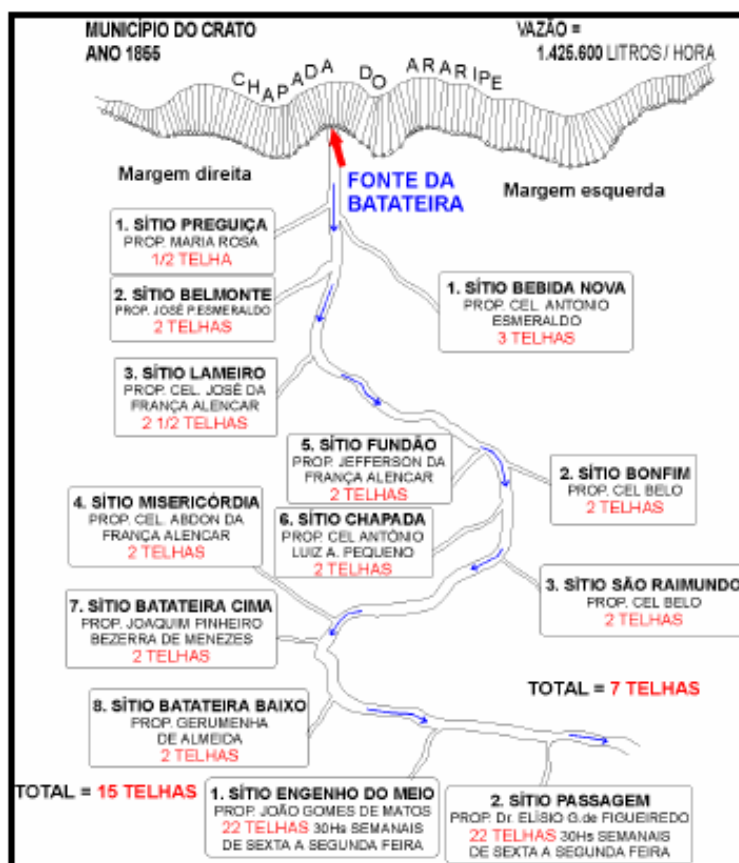 MUNICÍPIO DO CRATO
ANO 1855
VAZÃO =
1.425.600 LITROS / HORA
CHAPADA DO ARARIPE
Margem direita
FONTE DA
BATATEIRA
Margem esquerda
1. SÍTIO PREGUIÇA
PROP. MARIA ROSA
1/2 TELHA
2. SÍTIO BELMONTE
PROP. JOSÉ P.ESMERALDO
2 TELHAS
1. SÍTIO BEBIDA NOVA
PROP. CEL. ANTONIO
ESMERALDO
3 TELHAS
3. SÍTIO LAMEIRO
PROP. CEL. JOSÉ DA
FRANÇA ALENCAR
2 1/2 TELHAS
5. SÍTIO FUNDÃO
PROP. JEFFERSON DA
FRANÇA ALENCAR
2 TELHAS
2. SÍTIO BONFIM
PROP. CEL BELO
2 TELHAS
4. SÍTIO MISERICÓRDIA
PROP. CEL. ABDON DA
FRANÇA ALENCAR
2 TELHAS
6. SÍTIO CHAPADA
PROP. CEL ANTÔNIO
LUIZ A. PEQUENO
2 TELHAS
3. SÍTIO SÃO RAIMUNDO
PROP. CEL BELO
2 TELHAS
7. SÍTIO BATATEIRA CIMA
PROP. JOAQUIM PINHEIRO
BEZERRA DE MENEZES
2 TELHAS
TOTAL = 7 TELHAS
8. SÍTIO BATATEIRA BAIXO
PROP. GERUMENHA
DE ALMEIDA
2 TELHAS
TOTAL = 15 TELHAS
1. SÍTIO ENGENHO DO MEIO
PROP. JOÃO GOMES DE MATOS
22 TELHAS 30Hs SEMANAIS
DE SEXTA A SEGUNDA FEIRA
2. SÍTIO PASSAGEM
PROP. Dr. ELÍSIO G.de FIGUEIREDO
22 TELHAS 30Hs SEMANAIS
DE SEXTA A SEGUNDA FEIRA